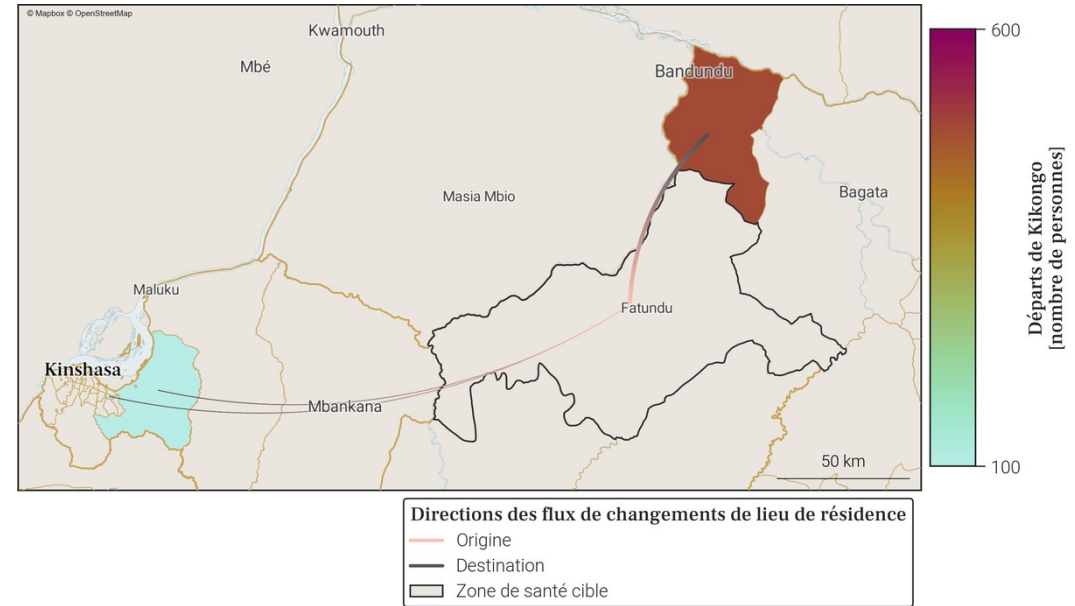 © Mapbox © OpenStreetMap
Kwamouth
Mbé
Bandundu
Masia Mbio
Bagata
Maluku
Fatundu
Kinshasa
Mbankana
50 km
600
100
Départs de Kikongo
[nombre de personnes]
Directions des flux de changements de lieu de résidence
Origine
Destination
Zone de santé cible